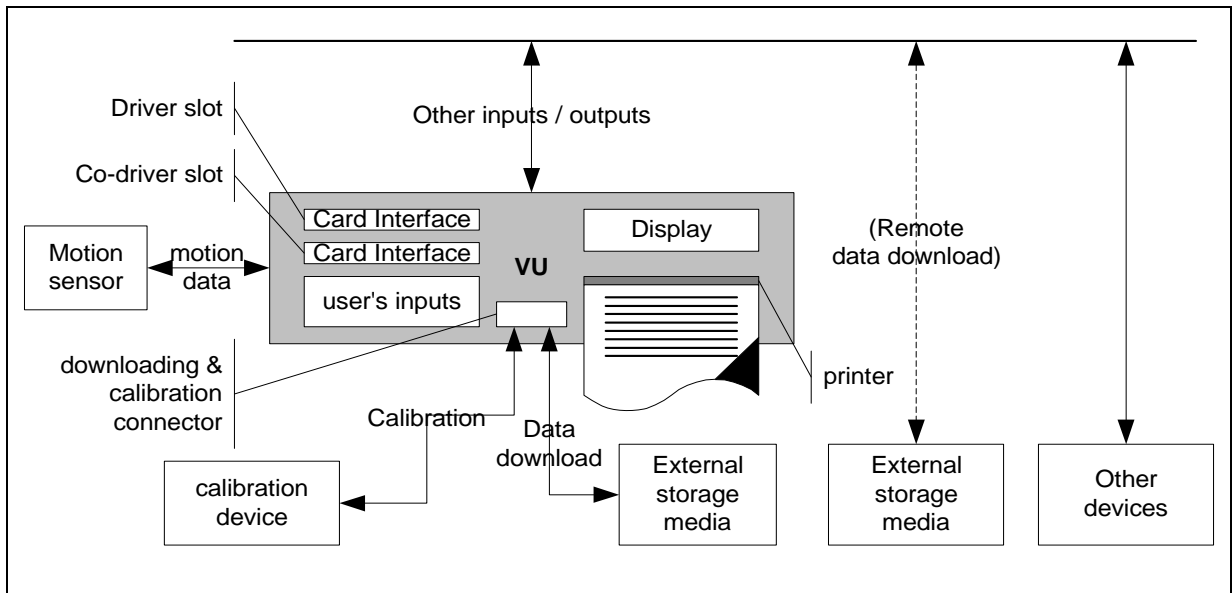 Driver slot
Other inputs / outputs
Co-driver slot
Card Interface
Card Interface
Display
Motion
sensor
motion
data
VU
user's inputs
(Remote
data download)
downloading &
calibration
connector
printer
Calibration
Data
download
calibration
device
External
storage
media
External
storage
media
Other
devices